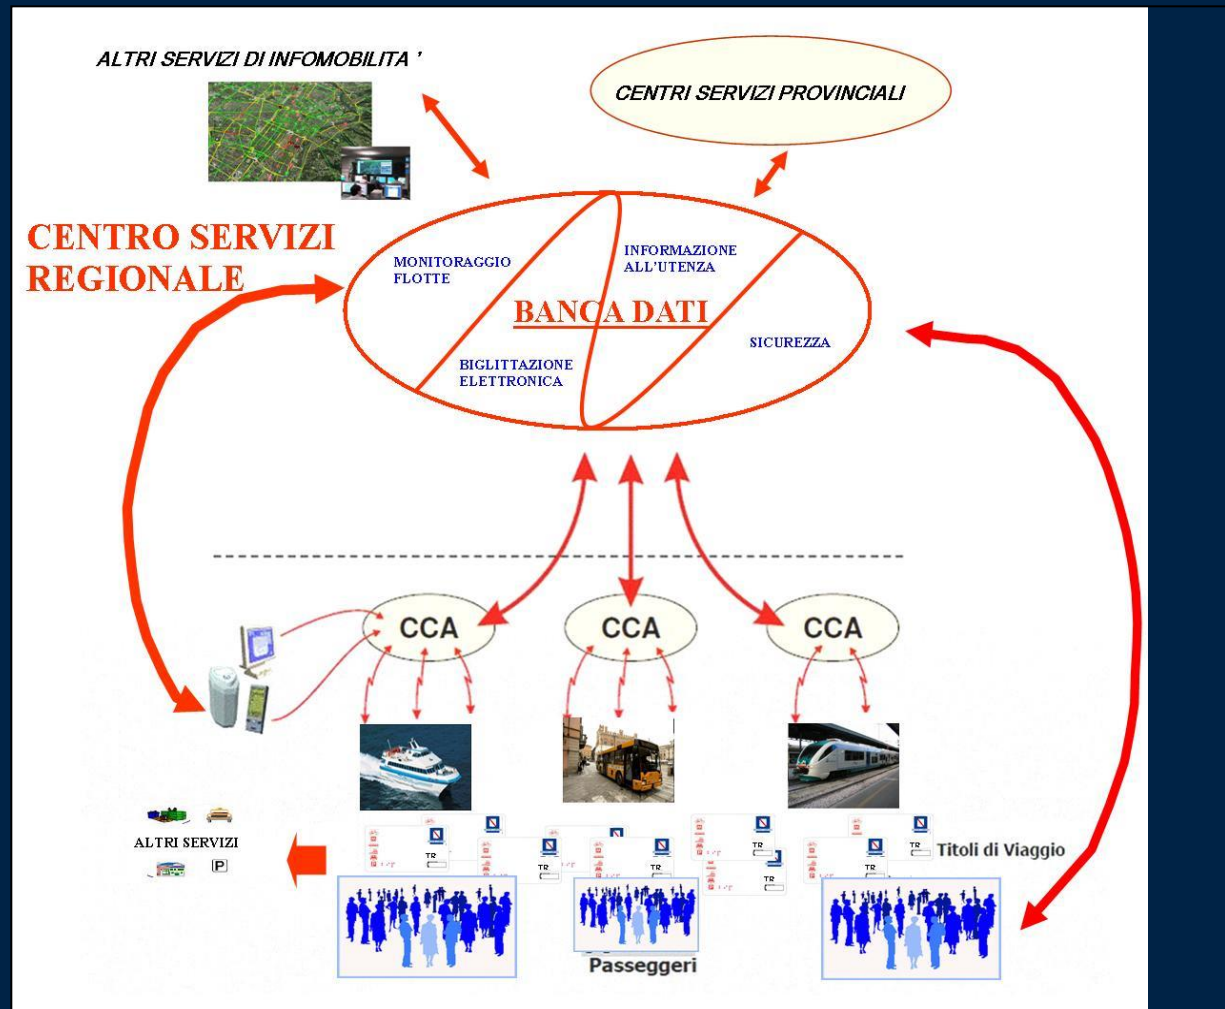 ALTRI SERVIZI DI INFOMOBILITA '
CENTRI SERVIZI PROVINCIALI
CENTRO SERVIZI
REGIONALE
MONITORAGGIO
FLOTTE
INFORMAZIONE
ALL'UTENZA
BANCA DATI
SICUREZZA
BIGLITTAZIONE
ELETTRONICA
CCA
CCA
CCA
ALTRI SERVIZI
P
TR
TR
TR
TR
TR
TR
Titoli di Viaggio
Passeggeri